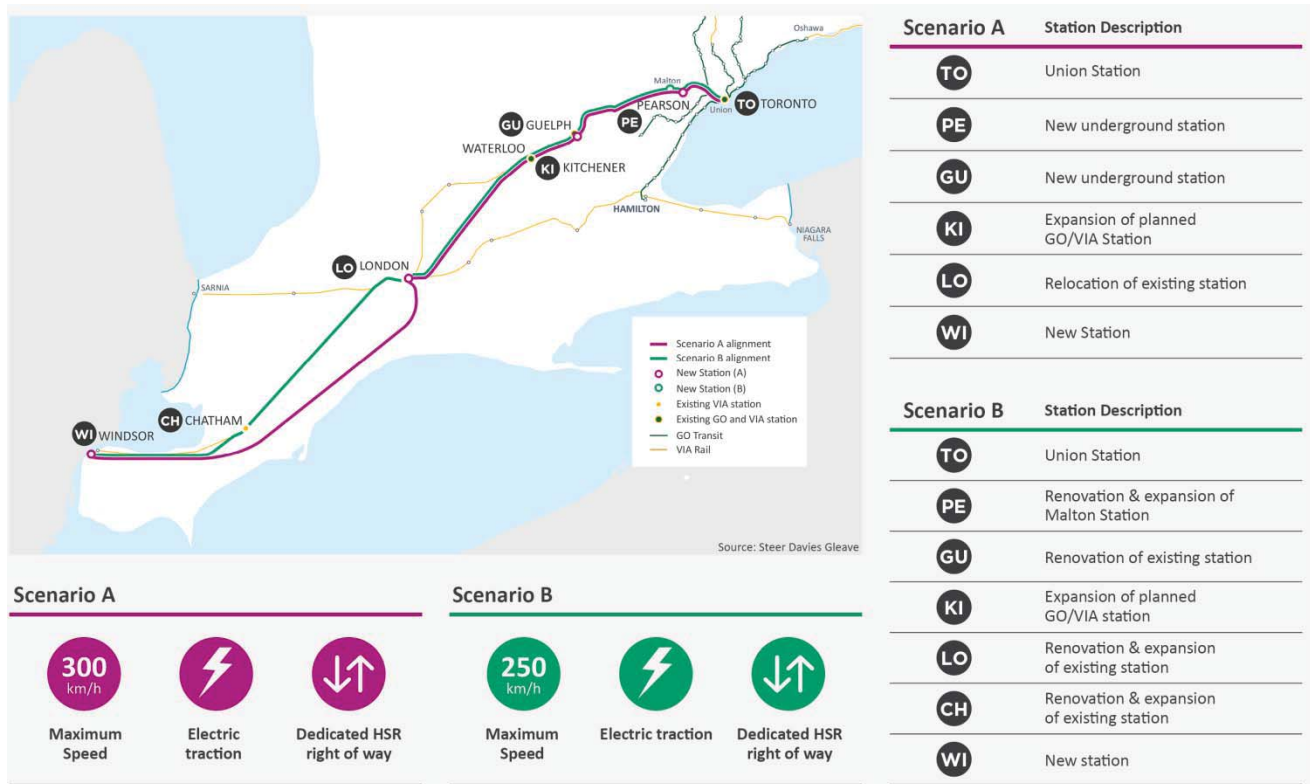 Oshawa
Malton
PEARSON
Union
TO TORONTO
PE
GU GUELPH
WATERLOO
KI KITCHENER
HAMILTON
NIAGARA
FALLS
LO LONDON
SARNIA
CH CHATHAM
WI WINDSOR
Scenario A alignment
Scenario B alignment
New Station (A)
New Station (B)
Existing VIA station
Existing GO and VIA station
GO Transit
VIA Rail
Source: Steer Davies Gleave
Scenario A
300
km/h
Maximum
Speed
Electric
traction
Dedicated HSR
right of way
Scenario B
250
km/h
Maximum
Speed
Electric traction
Dedicated HSR
right of way
Scenario A Station Description
TO Union Station
PE New underground station
GU New underground station
KI Expansion of planned
GO/VIA Station
LO Relocation of existing station
WI New Station
Scenario B Station Description
TO Union Station
PE Renovation & expansion of
Malton Station
GU Renovation of existing station
KI Expansion of planned
GO/VIA station
LO Renovation & expansion
of existing station
CH Renovation & expansion
of existing station
WI New station